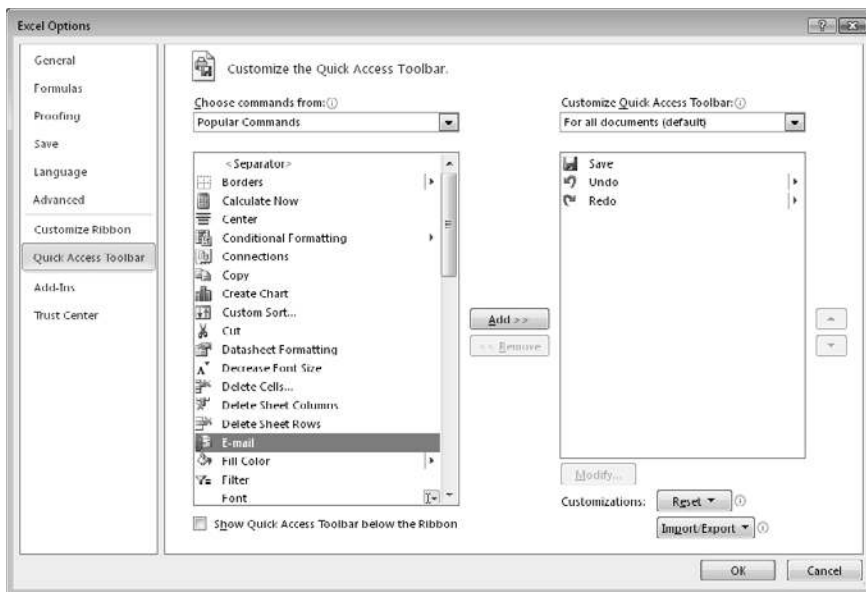 Excel Options
General
Formulas
Proofing
Save
Language
Advanced
Customize Ribbon
Quick Access Toolbar
Add-Ins
Trust Center
Customize the Quick Access Toolbar.
Choose commands from:
Popular Commands
<Separator>
Borders
Calculate Now
Center
Conditional Formatting
Connections
Copy
Create Chart
Custom Sort...
Cut
Datasheet Formatting
Decrease Font Size
Delete Cells...
Delete Sheet Columns
Delete Sheet Rows
E-mail
Fill Color
Filter
Font
Show Quick Access Toolbar below the Ribbon
Add >>
<< Remove
Customize Quick Access Toolbar:
For all documents (default)
Save
Undo
Redo
Modify...
Customizations:
Reset
Import/Export
OK
Cancel